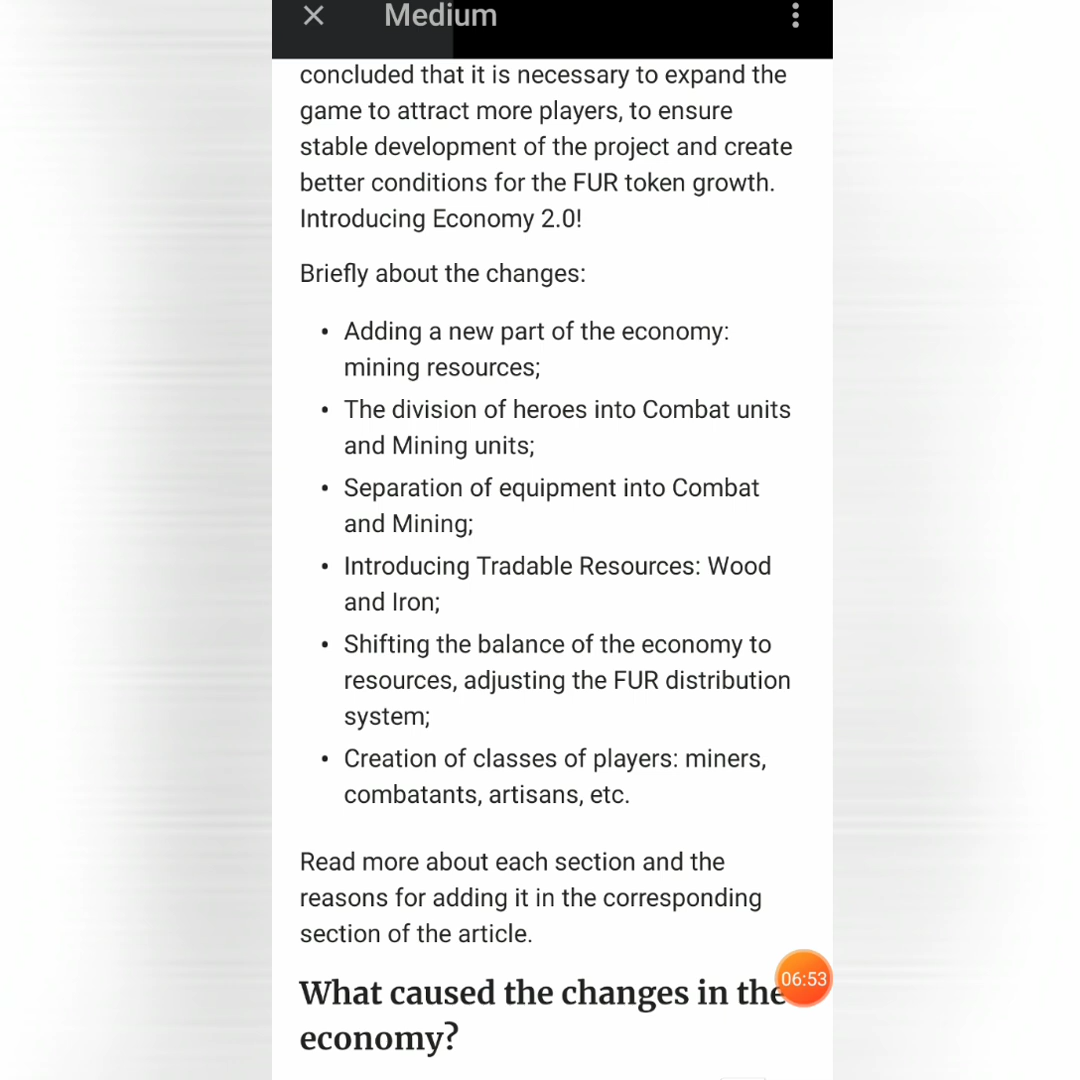 Medium
concluded that it is necessary to expand the
game to attract more players, to ensure
stable development of the project and create
better conditions for the FUR token growth.
Introducing Economy 2.0!
Briefly about the changes:
• Adding a new part of the economy:
mining resources;
• The division of heroes into Combat units
and Mining units;
• Separation of equipment into Combat
and Mining;
• Introducing Tradable Resources: Wood
and Iron;
• Shifting the balance of the economy to
resources, adjusting the FUR distribution
system;
• Creation of classes of players: miners,
combatants, artisans, etc.
Read more about each section and the
reasons for adding it in the corresponding
section of the article.
06:53
What caused the changes in the
economy?